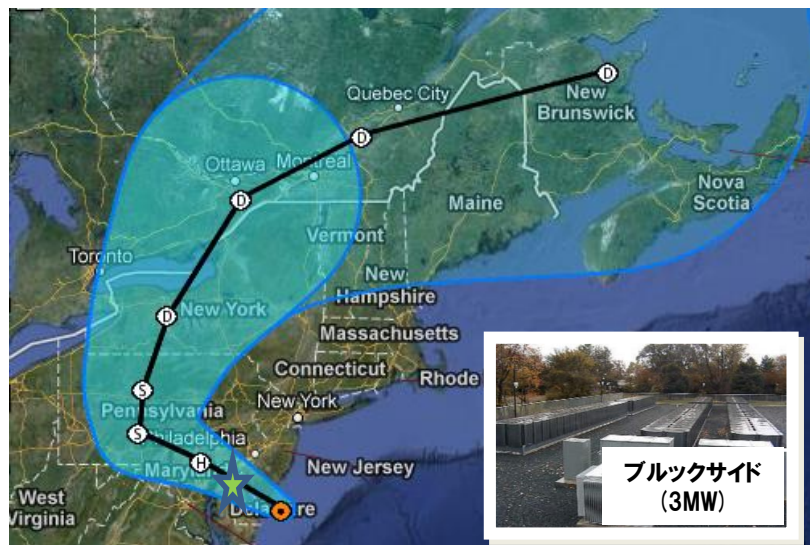 Quebec City
D
New
Brunswick
D
Ottawa
Montreal
D
Maine
Nova
Scotia
Vermont
Toronto
New
Hampshire
D
New York
Massachusetts
Connecticut
Rhode
S
Pennsylvania
New York
S
Philadelphia
H
Maryland
New Jersey
West
Virginia
Delaware
ブルックサイド
(3MW)